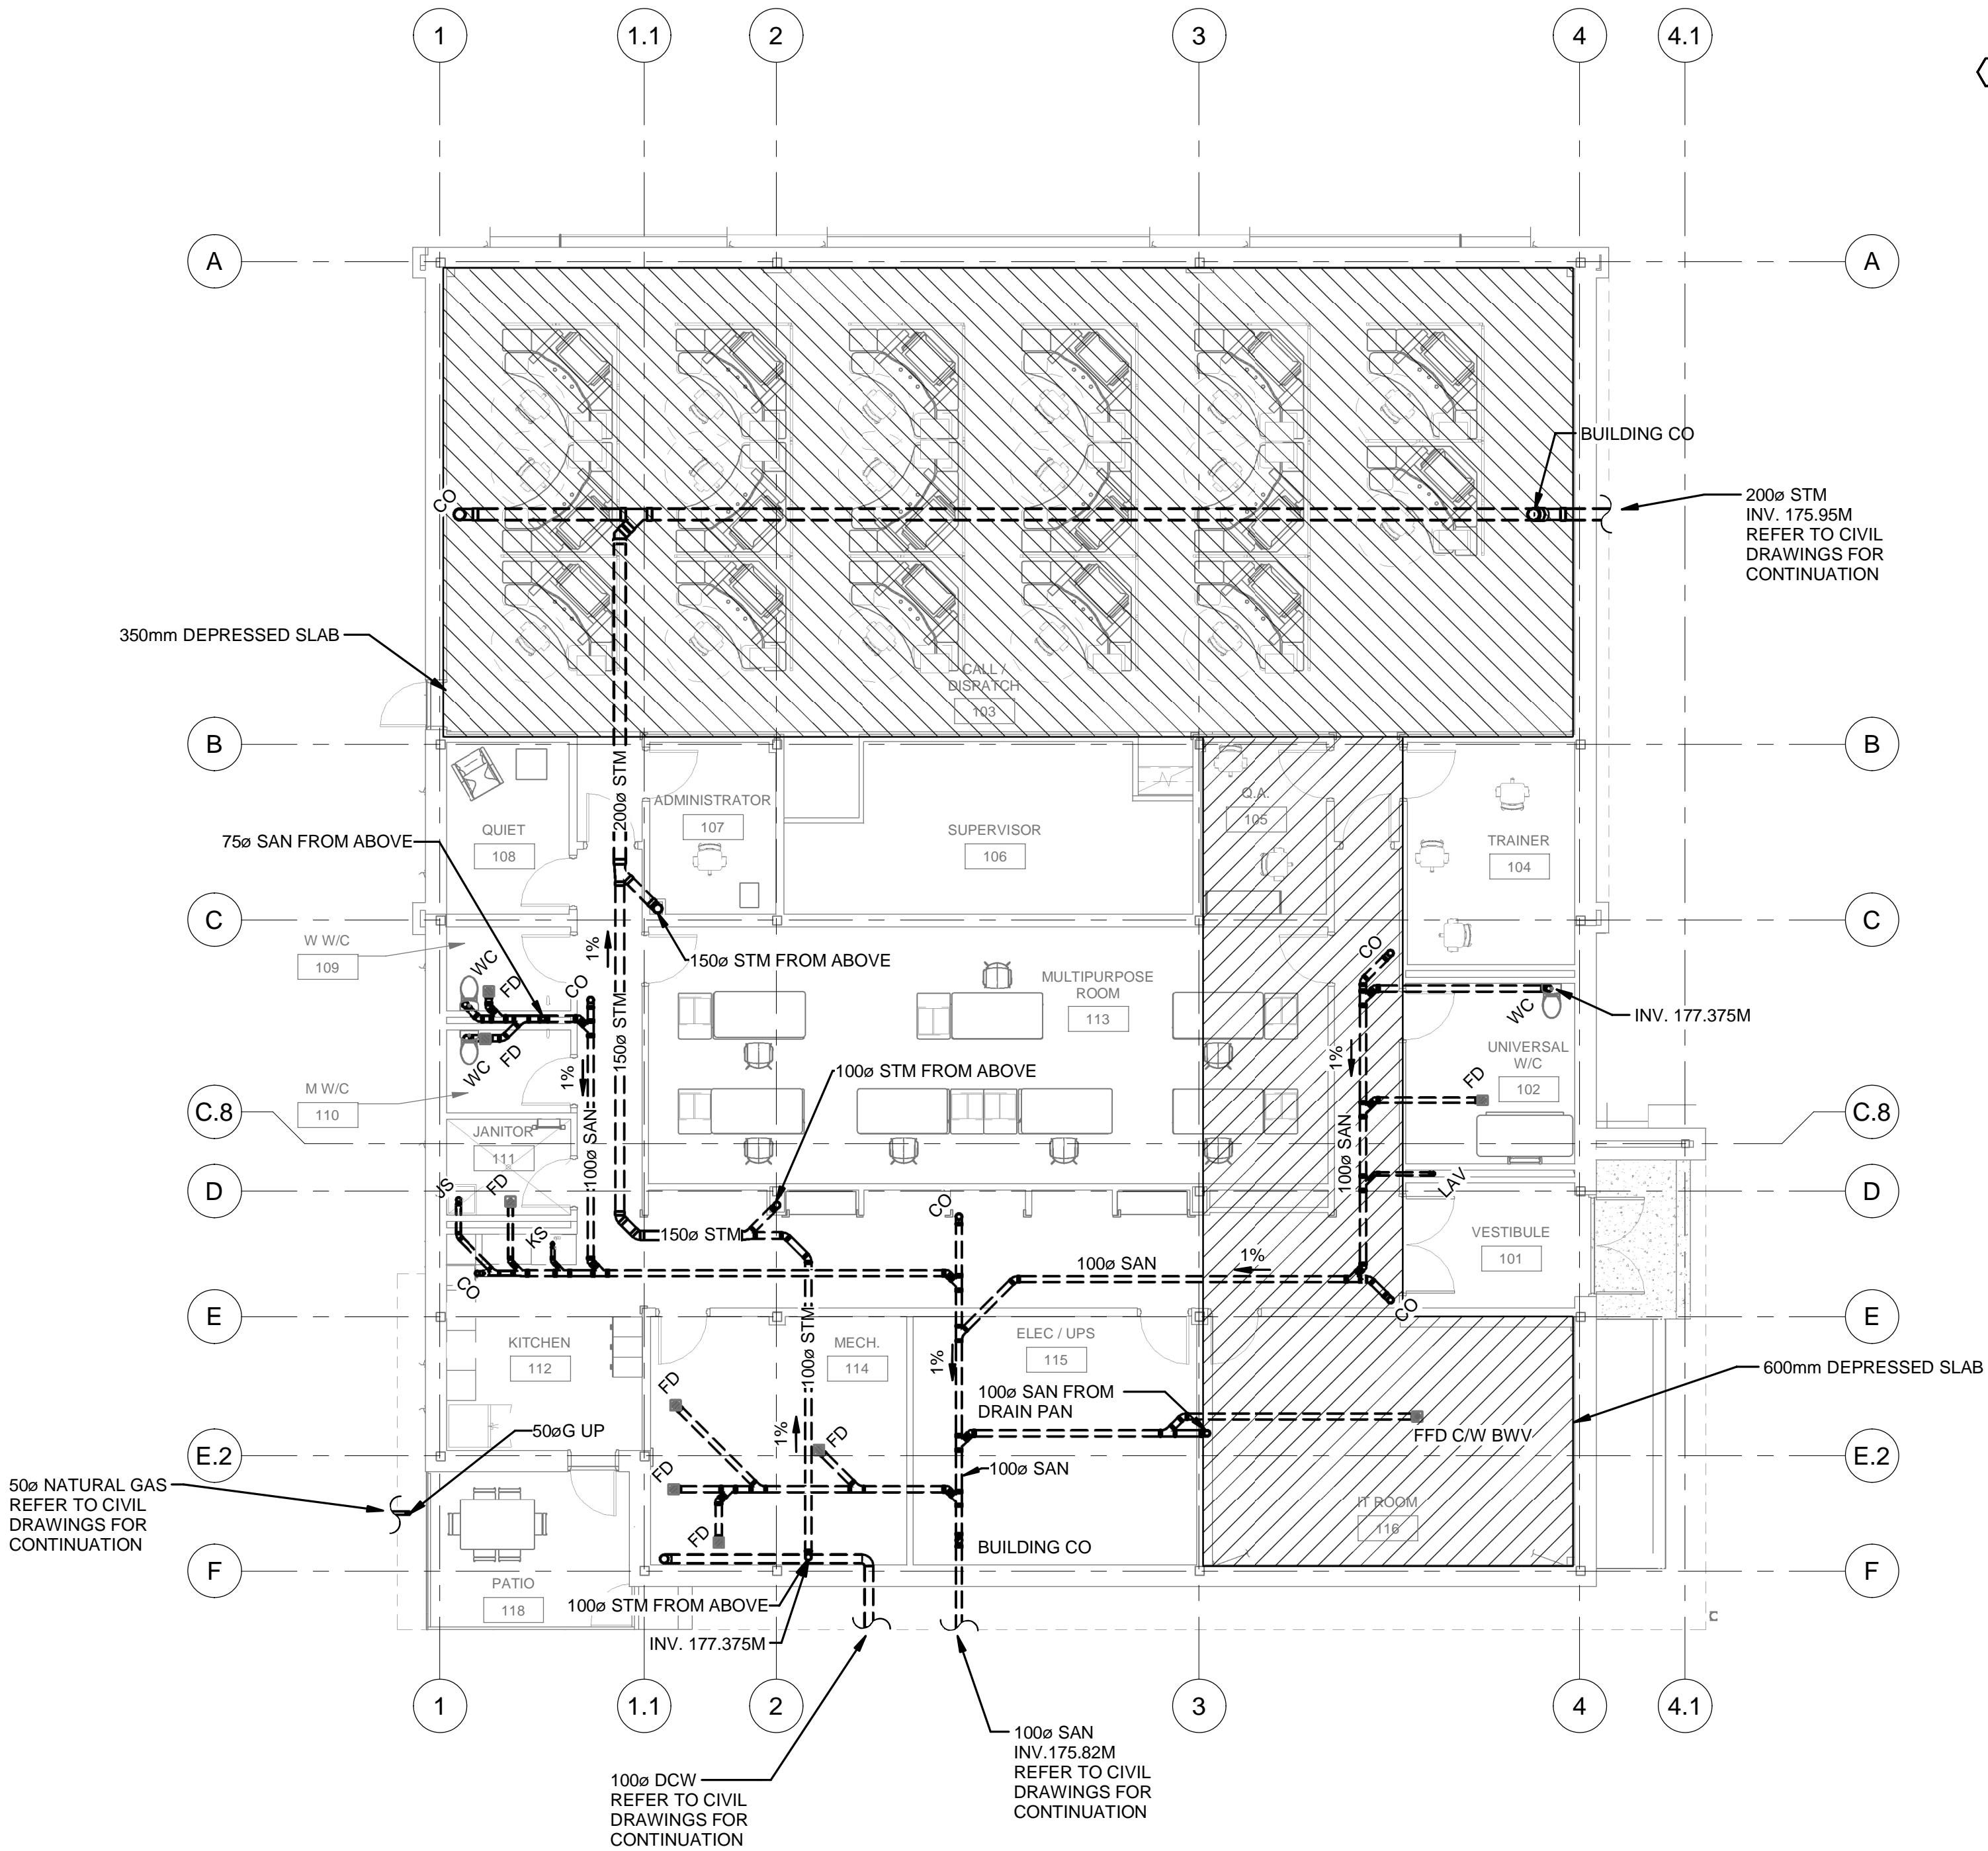 1
1.1
2
3
4
4.1
A
A
BUILDING CO
200ø STM
INV. 175.95M
REFER TO CIVIL
DRAWINGS FOR
CONTINUATION
CO
350mm DEPRESSED SLAB
CALL /
DISPATCH
103
B
B
200ø STM
ADMINISTRATOR
107
QUIET
108
SUPERVISOR
106
Q.A.
105
TRAINER
104
75ø SAN FROM ABOVE
C
C
W W/C
109
WC
FD
CO
1%
150ø STM FROM ABOVE
MULTIPURPOSE
ROOM
113
CO
WC
INV. 177.375M
150ø STM
FD
WC
1%
100ø STM FROM ABOVE
1%
UNIVERSAL
W/C
102
FD
M W/C
110
C.8
C.8
JANITOR
111
100ø SAN
100ø SAN
LAV
D
D
JS
FD
KS
CO
150ø STM
CO
VESTIBULE
101
100ø SAN
1%
CO
E
E
KITCHEN
112
100ø STM
MECH.
114
1%
ELEC / UPS
115
600mm DEPRESSED SLAB
FD
100ø SAN FROM
DRAIN PAN
50øG UP
1%
FD
FFD C/W BWV
E.2
E.2
FD
100ø SAN
50ø NATURAL GAS
REFER TO CIVIL
DRAWINGS FOR
CONTINUATION
IT ROOM
116
FD
BUILDING CO
F
F
PATIO
118
100ø STM FROM ABOVE
INV. 177.375M
1
1.1
2
3
4
4.1
100ø SAN
INV.175.82M
REFER TO CIVIL
DRAWINGS FOR
CONTINUATION
100ø DCW
REFER TO CIVIL
DRAWINGS FOR
CONTINUATION